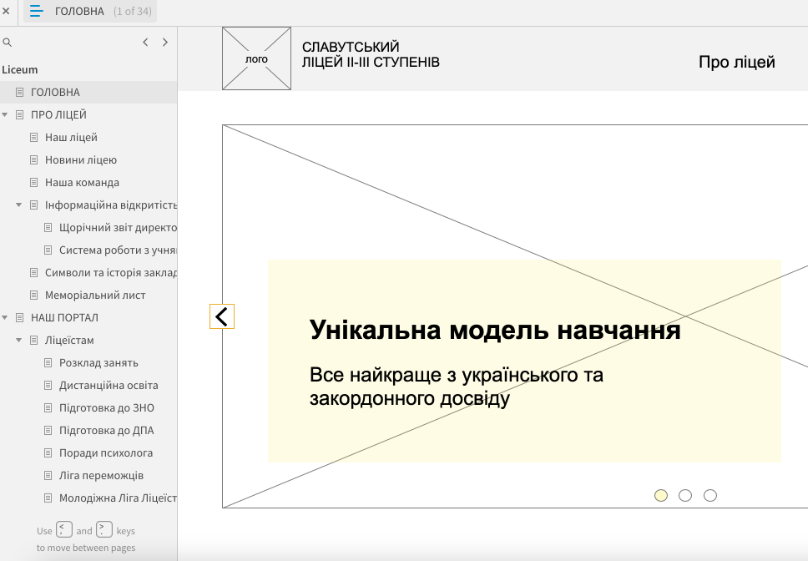 ГОЛОВНА (1 of 34)
Liceum
ГОЛОВНА
ПРО ЛІЦЕЙ
Наш ліцей
Новини ліцею
Наша команда
Інформаційна відкритість
Щорічний звіт директо
Система роботи з учня
Символи та історія заклад
Меморіальний лист
НАШ ПОРТАЛ
Ліцеїстам
Розклад занять
Дистанційна освіта
Підготовка до ЗНО
Підготовка до ДПА
Поради психолога
Ліга переможців
Молодіжна Ліга Ліцеїст
Use < , and > . keys
to move between pages
лого
СЛАВУТСЬКИЙ
ЛІЦЕЙ ІІ-ІІІ СТУПЕНІВ
Про ліцей
Унікальна модель навчання
Все найкраще з українського та
закордонного досвіду